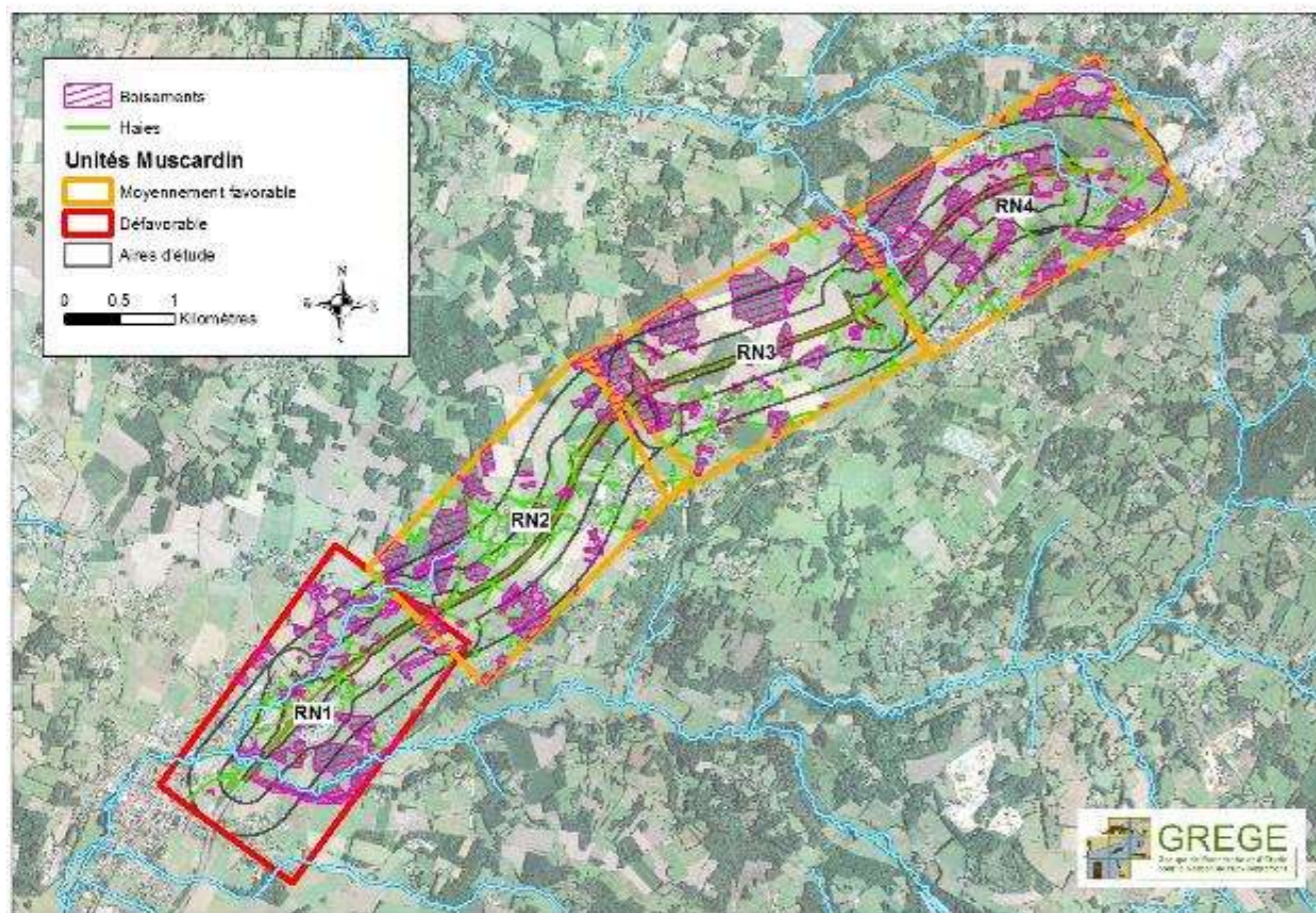 Boisements
Haies
Unités Muscardin
Moyennement favorable
Défavorable
Aires d'étude
N
0 0.5 1
Kilomètres
RN4
RN3
RN2
RN1
GREGE